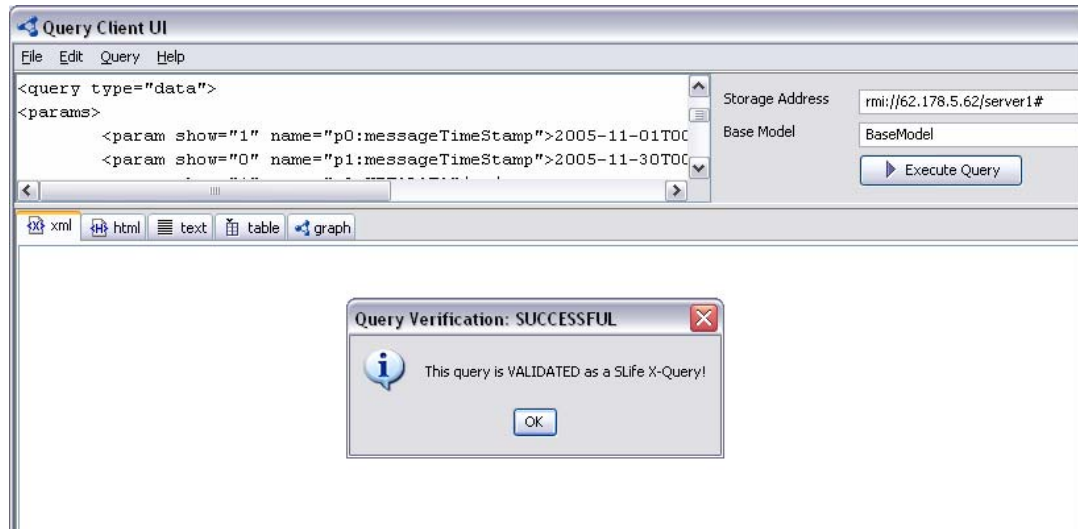 Query Client UI
File Edit Query Help
<query type="data">
<params>
<param show="1" name="p0:messageTimeStamp">2005-11-01T00
<param show="0" name="p1:messageTimeStamp">2005-11-30T00
Storage Address rmi://62.178.5.62/server1#
Base Model BaseModel
Execute Query
xml html text table graph
Query Verification: SUCCESSFUL
This query is VALIDATED as a SLife X-Query!
OK